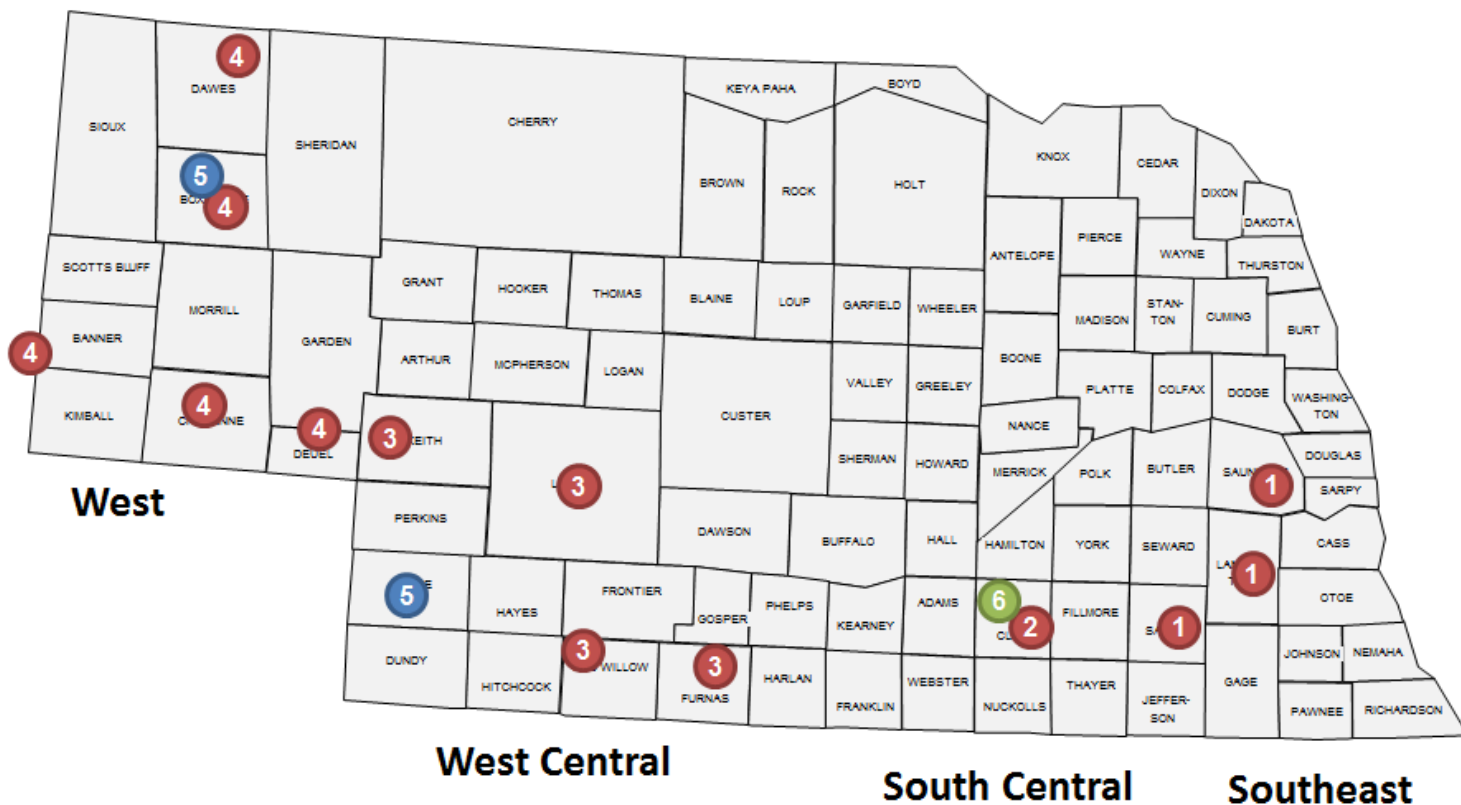 4
DAWES
KEYA PAHA
BOYD
SIOUX
SHERIDAN
CHERRY
KNOX
CEDAR
DIXON
5
4
BROWN
ROCK
HOLT
DAKOTA
ANTELOPE
PIERCE
WAYNE
THURSTON
SCOTTS BLUFF
MORRILL
GRANT
HOOKER
THOMAS
BLAINE
LOUP
GARFIELD
WHEELER
MADISON
STAN-
TON
CUMING
BURT
BANNER
4
GARDEN
ARTHUR
MCPHERSON
LOGAN
BOONE
VALLEY
GREELEY
PLATTE
COLFAX
DODGE
WASHING-
TON
KIMBALL
4
4
DEUEL
3
KEITH
CUSTER
NANCE
SHERMAN
HOWARD
MERRICK
POLK
BUTLER
DOUGLAS
1
SARPY
West
3
PERKINS
DAWSON
BUFFALO
HALL
HAMILTON
YORK
SEWARD
CASS
1
5
HAYES
FRONTIER
GOSPER
PHELPS
KEARNEY
ADAMS
6
2
FILLMORE
1
OTOE
DUNDY
HITCHCOCK
3
WILLOW
3
FURNAS
HARLAN
FRANKLIN
WEBSTER
NUCKOLLS
THAYER
JEFFER-
SON
GAGE
JOHNSON
NEMAHA
PAWNEE
RICHARDSON
West Central
South Central
Southeast